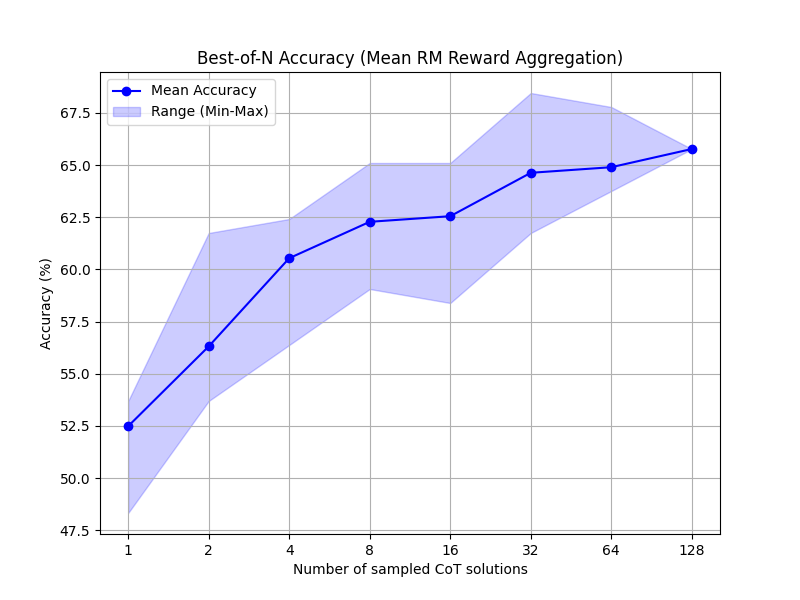 Best-of-N Accuracy (Mean RM Reward Aggregation)
Mean Accuracy
Range (Min-Max)
67.5
65.0
62.5
60.0
57.5
55.0
52.5
50.0
47.5
Accuracy (%)
1 2 4 8 16 32 64 128
Number of sampled CoT solutions